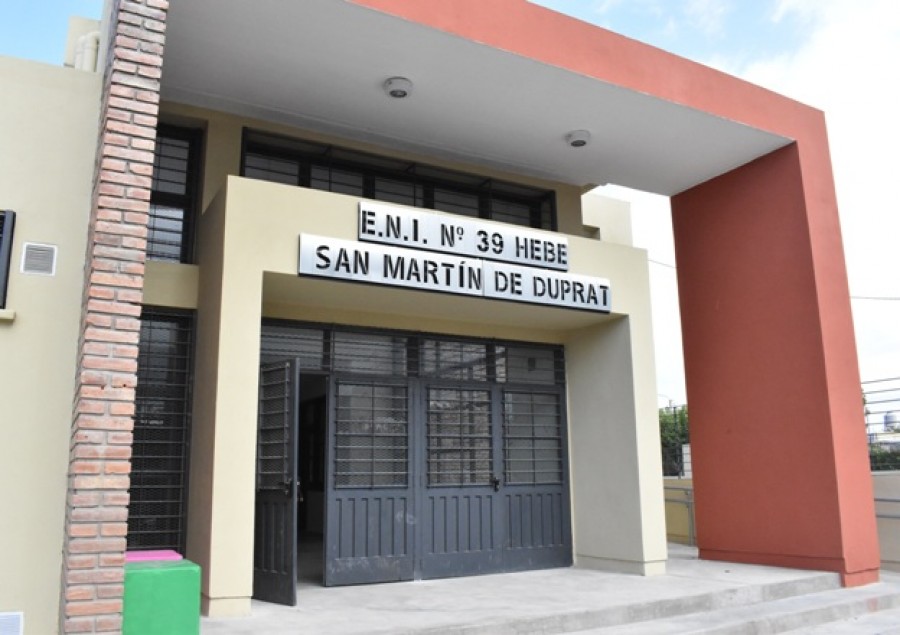 E.N.I. Nº 39 HEBE
SAN MARTÍN DE DUPRAT